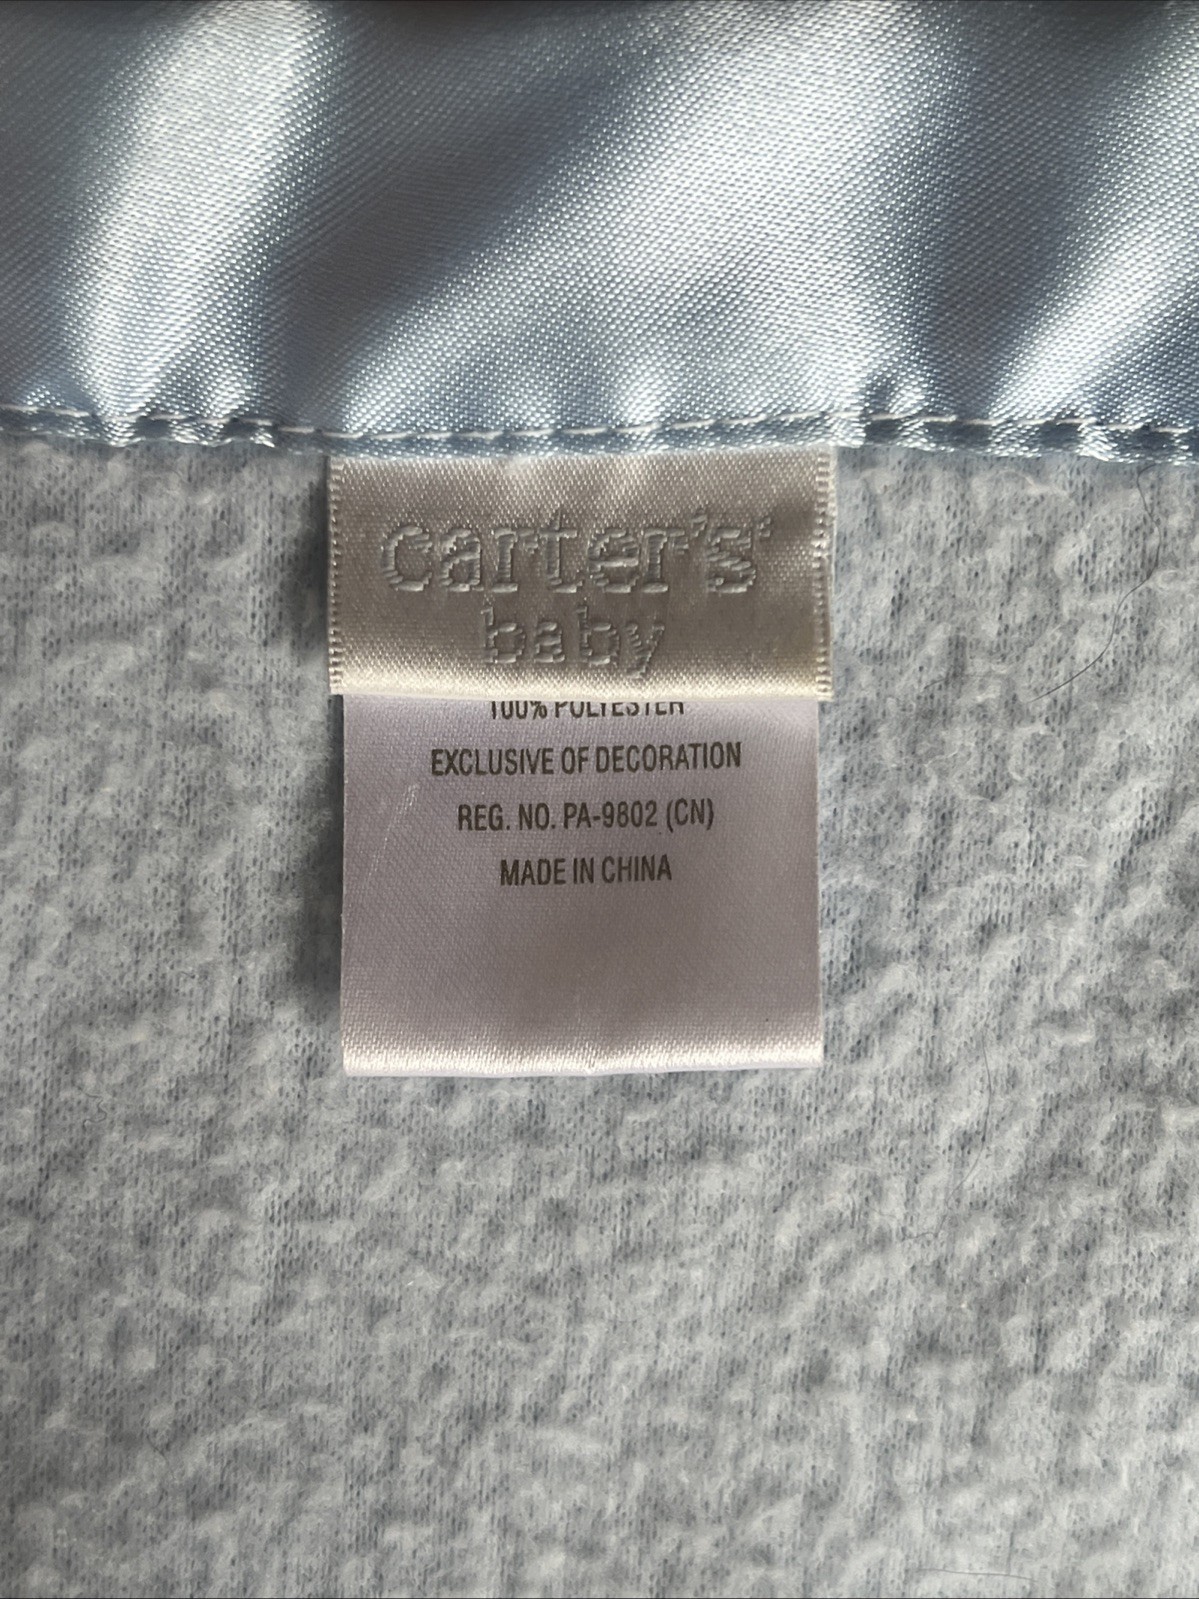 carter's
baby
100% POLYESTER
EXCLUSIVE OF DECORATION
REG. NO. PA-9802 (CN)
MADE IN CHINA